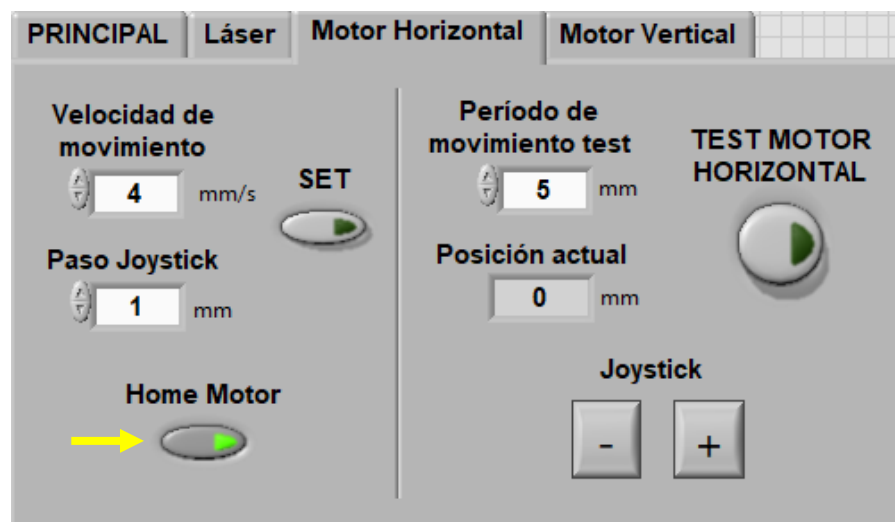 PRINCIPAL
Láser
Motor Horizontal
Motor Vertical
Velocidad de
movimiento
4 mm/s
SET
Paso Joystick
1 mm
Home Motor
Período de
movimiento test
5 mm
TEST MOTOR
HORIZONTAL
Posición actual
0 mm
Joystick
- +